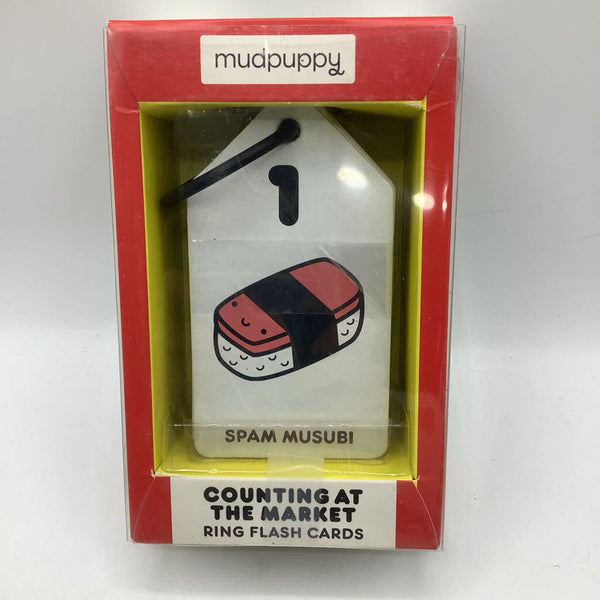 mudpuppy
1
SPAM MUSUBI
COUNTING AT
THE MARKET
RING FLASH CARDS